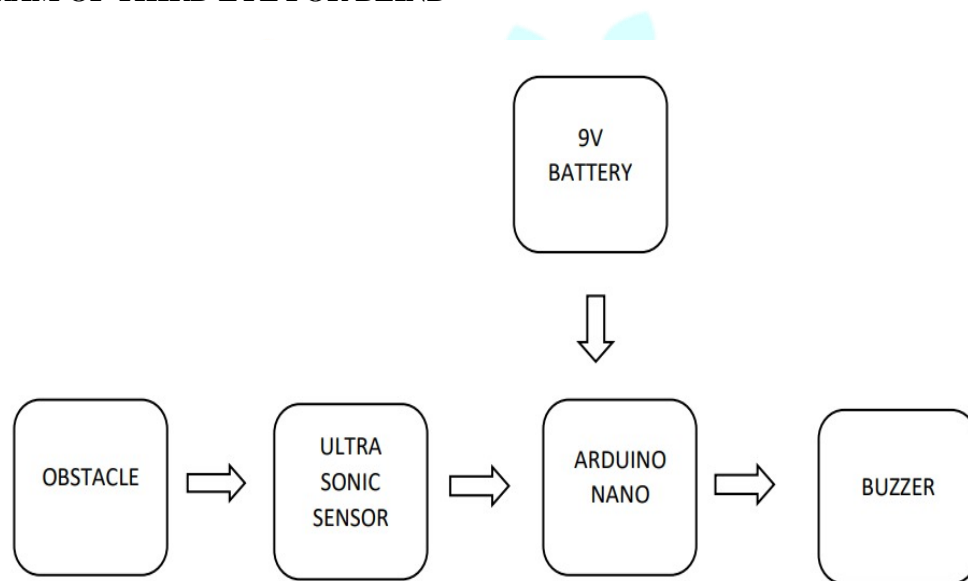 9V
BATTERY
OBSTACLE
ULTRA
SONIC
SENSOR
ARDUINO
NANO
BUZZER